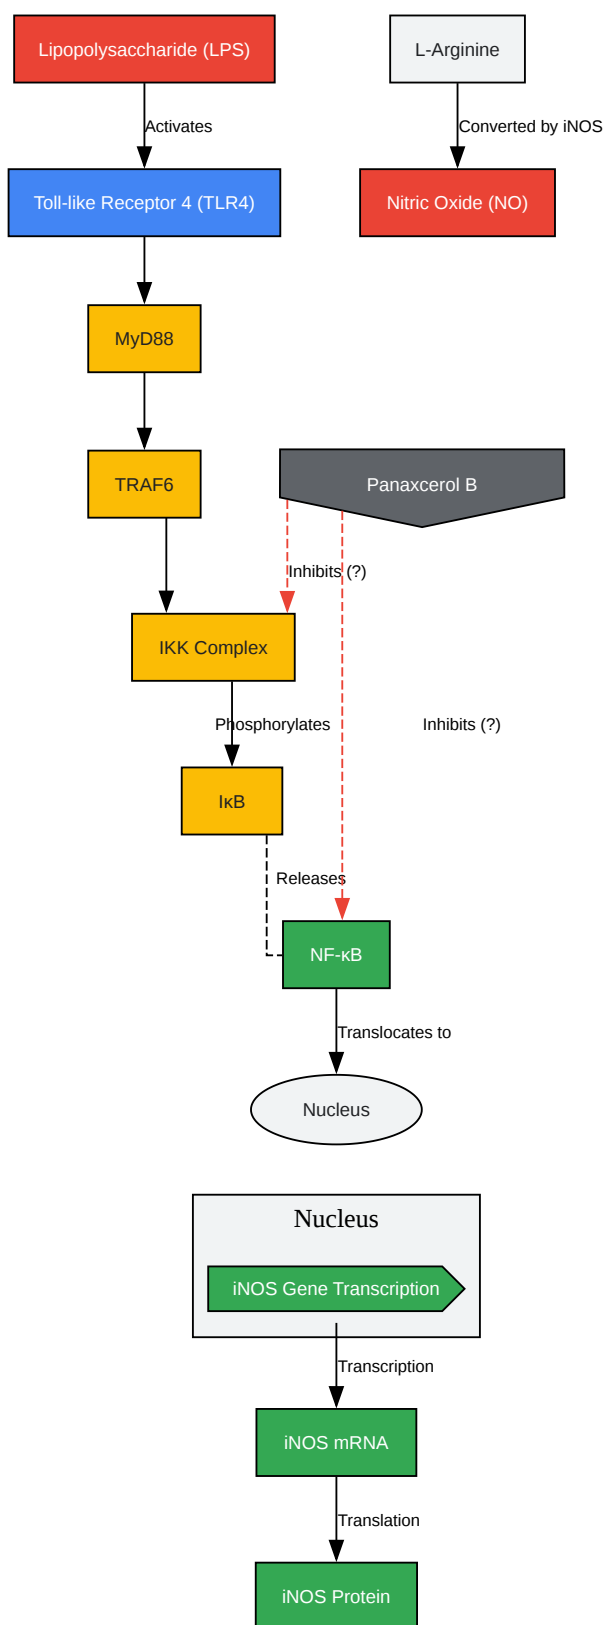 Lipopolysaccharide (LPS)
L-Arginine
Activates
Converted by iNOS
Toll-like Receptor 4 (TLR4)
Nitric Oxide (NO)
MyD88
TRAF6
Panaxcerol B
Inhibits (?)
IKK Complex
Phosphorylates
Inhibits (?)
IκB
Releases
NF-κB
Translocates to
Nucleus
Nucleus
iNOS Gene Transcription
Transcription
iNOS mRNA
Translation
iNOS Protein